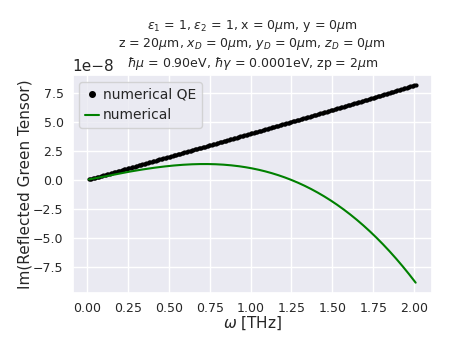 ε₁ = 1, ε₂ = 1, x = 0μm, y = 0μm
z = 20μm, x_D = 0μm, y_D = 0μm, z_D = 0μm
ħμ = 0.90eV, ħγ = 0.0001eV, zp = 2μm
1e−8
numerical QE
numerical
7.5
5.0
2.5
0.0
−2.5
−5.0
−7.5
Im(Reflected Green Tensor)
0.00 0.25 0.50 0.75 1.00 1.25 1.50 1.75 2.00
ω [THz]